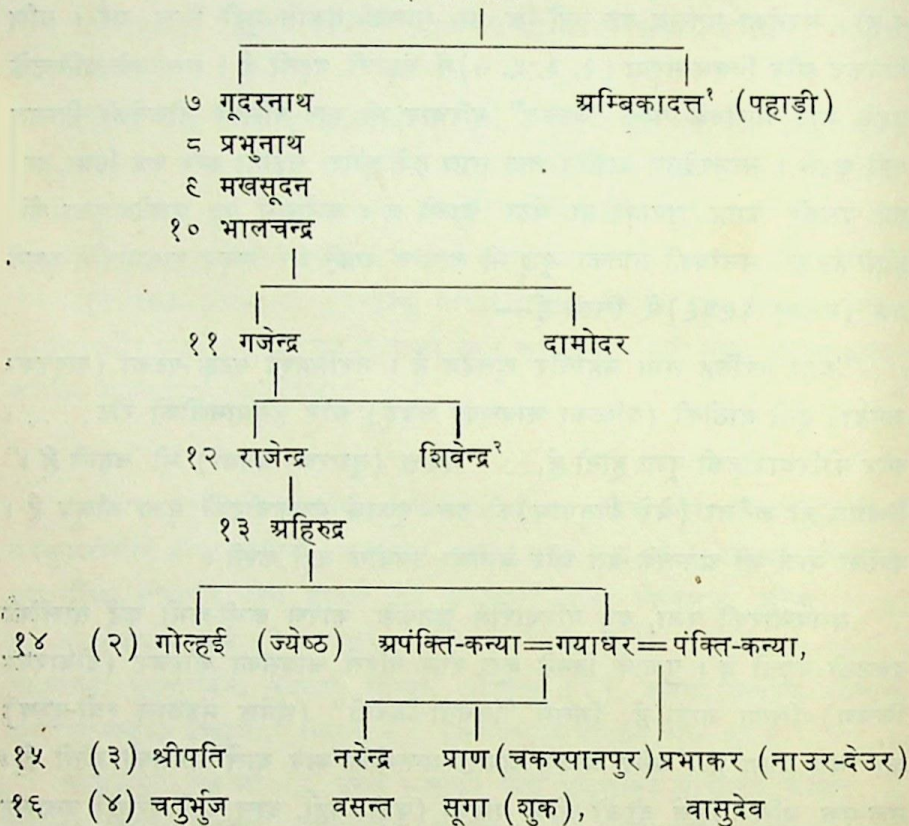 ७ गूदरनाथ अम्बिकादत्त¹ (पहाड़ी)
८ प्रभुनाथ
९ मखसूदन
१० भालचन्द्र
११ गजेन्द्र दामोदर
१२ राजेन्द्र शिवेन्द्र²
१३ अहिरुद्र
१४ (२) गोल्हई (ज्येष्ठ) अपंक्ति-कन्या=गयाधर=पंक्ति-कन्या,
१५ (३) श्रीपति नरेन्द्र प्राण (चकरपानपुर) प्रभाकर (नाउर-देउर)
१६ (४) चतुर्भुज वसन्त सूगा (शुक), वासुदेव